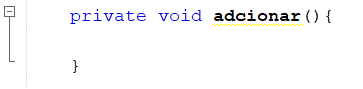 private void adcionar(){
}